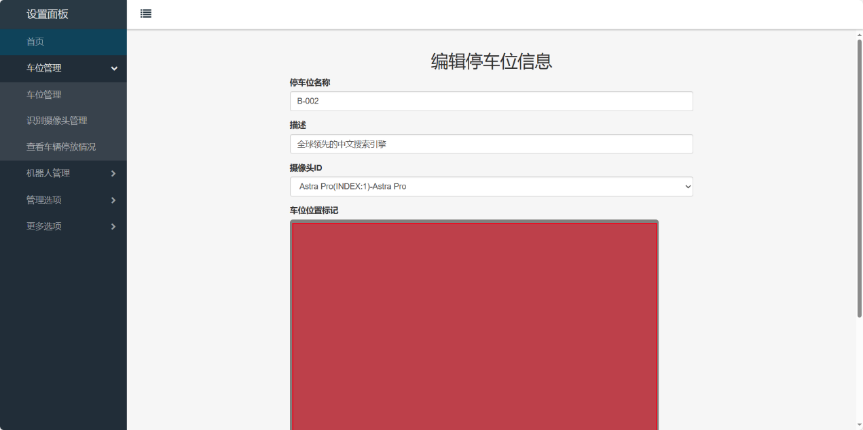 设置面板
首页
车位管理
车位管理
识别摄像头管理
查看车辆停放情况
机器人管理
管理选项
更多选项
编辑停车位信息
停车位名称
B-002
描述
全球领先的中文搜索引擎
摄像头ID
Astra Pro(INDEX:1)-Astra Pro
车位位置标记